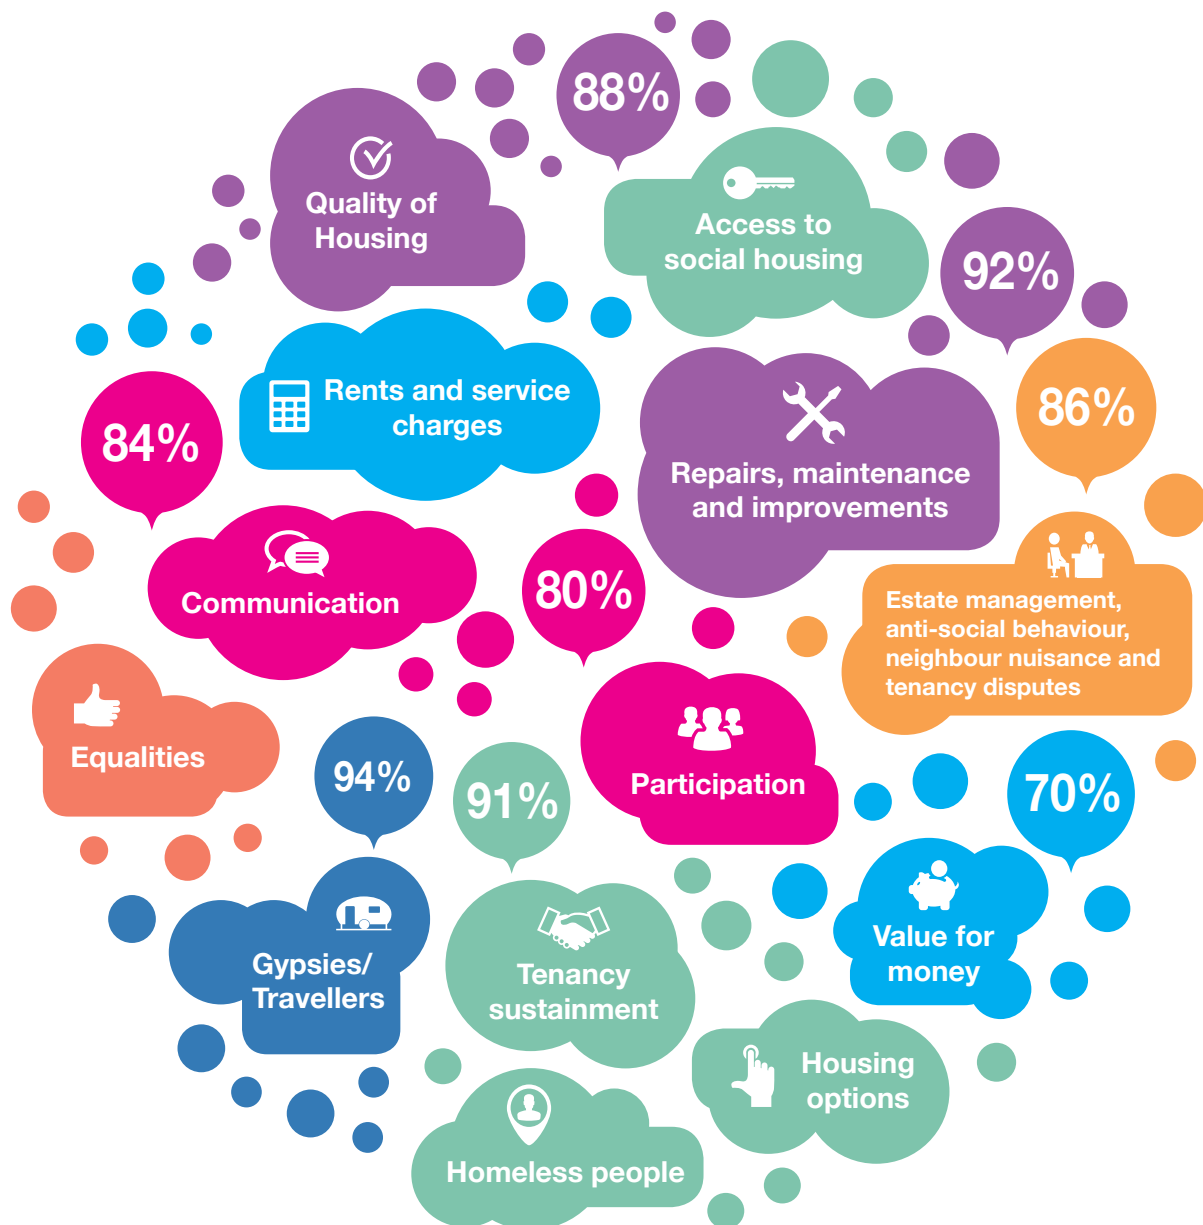 88%
Quality of
Housing
Access to
social housing
92%
Rents and service
charges
84%
86%
Repairs, maintenance
and improvements
Communication
80%
Estate management,
anti-social behaviour,
neighbour nuisance and
tenancy disputes
Equalities
94%
91%
Participation
70%
Gypsies/
Travellers
Tenancy
sustainment
Value for
money
Housing
options
Homeless people